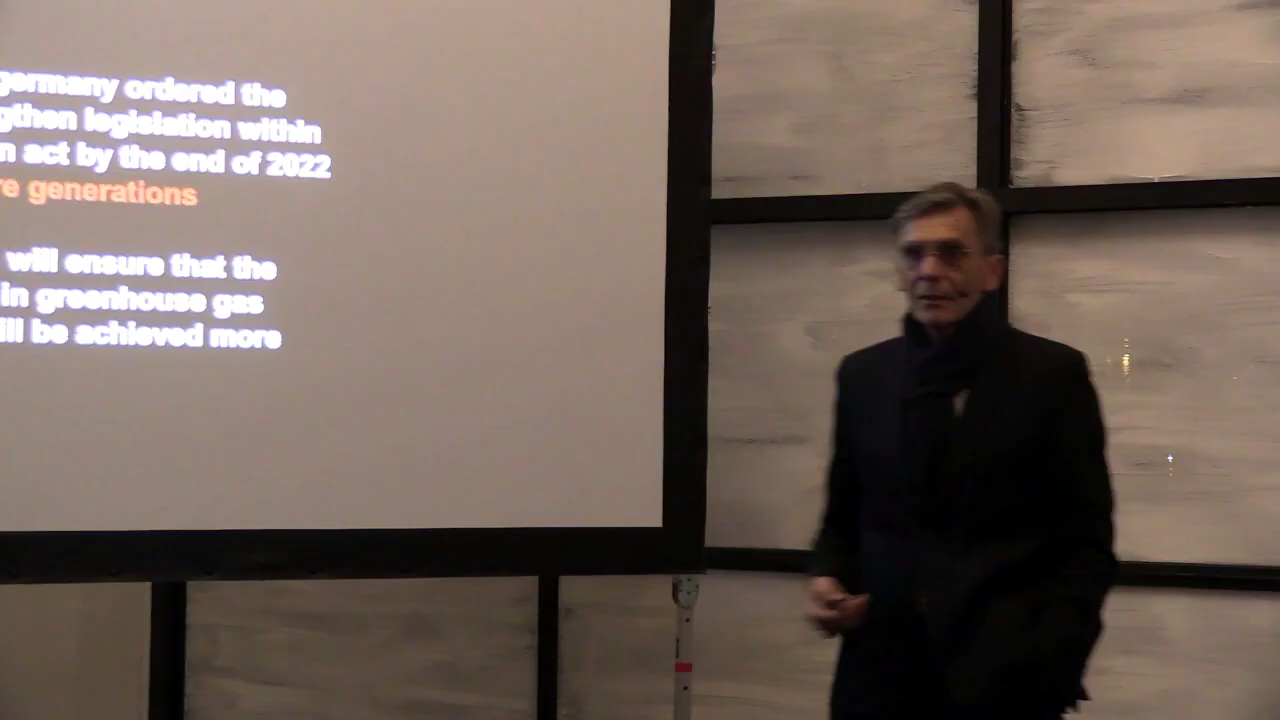 germany ordered the
gthen legislation within
n act by the end of 2022
re generations
will ensure that the
in greenhouse gas
ill be achieved more